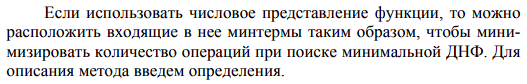 Если использовать числовое представление функции, то можно
расположить входящие в нее минтермы таким образом, чтобы мини-
мизировать количество операций при поиске минимальной ДНФ. Для
описания метода введем определения.